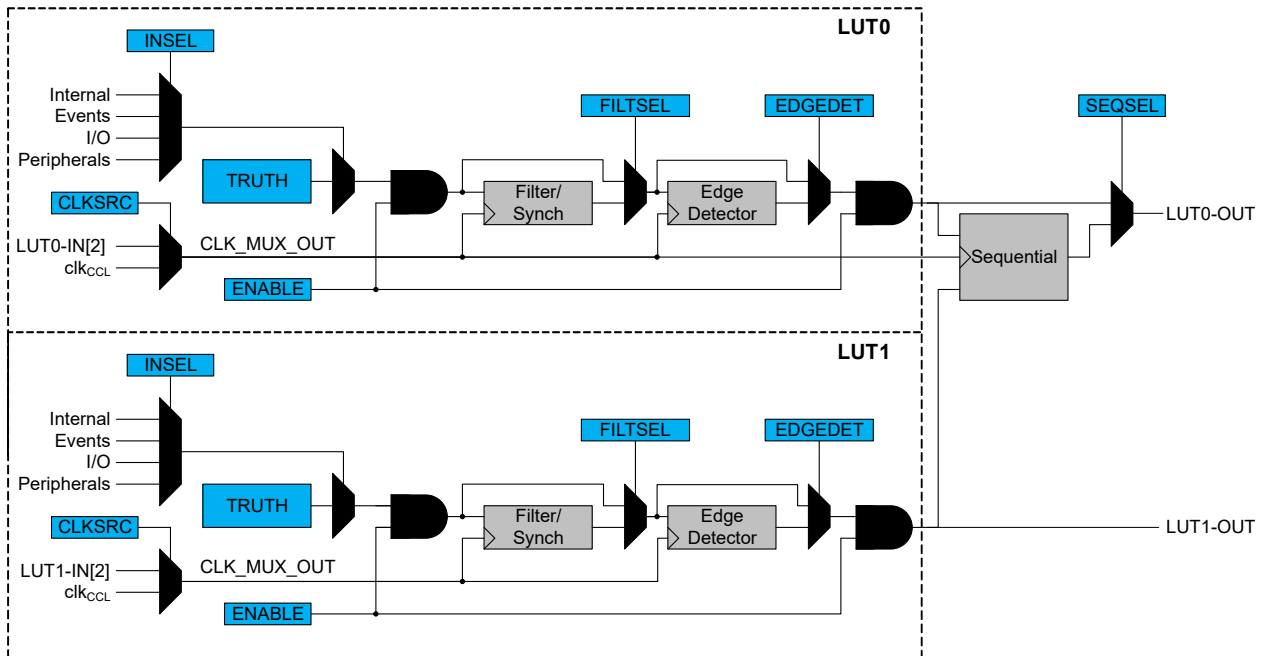 LUT0
INSEL
Internal
Events
I/O
Peripherals
FILTSEL
EDGEDET
SEQSEL
TRUTH
Filter/
Synch
Edge
Detector
CLKSRC
LUT0-IN[2]
clkCCL
CLK_MUX_OUT
ENABLE
Sequential
LUT0-OUT
LUT1
INSEL
Internal
Events
I/O
Peripherals
FILTSEL
EDGEDET
TRUTH
Filter/
Synch
Edge
Detector
CLKSRC
LUT1-IN[2]
clkCCL
CLK_MUX_OUT
ENABLE
LUT1-OUT